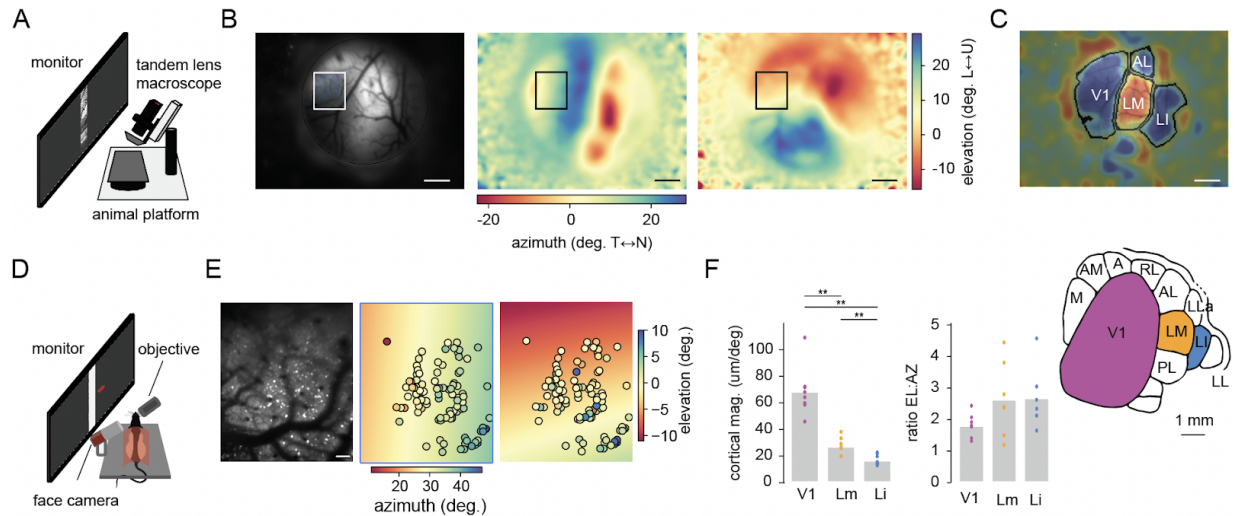 A
monitor
tandem lens
macroscope
animal platform
B
-20
0
20
azimuth (deg. T↔N)
20
10
0
-10
elevation (deg. L↔U)
C
V1
AL
LM
LI
D
monitor
objective
face camera
E
20
30
40
azimuth (deg.)
10
5
0
−5
−10
elevation (deg.)
F
cortical mag. (um/deg)
100
80
60
40
20
0
**
**
**
V1
Lm
Li
ratio EL:AZ
5
4
3
2
1
0
V1
Lm
Li
M
AM
A
RL
AL
LLa
V1
LM
LI
PL
LL
1 mm